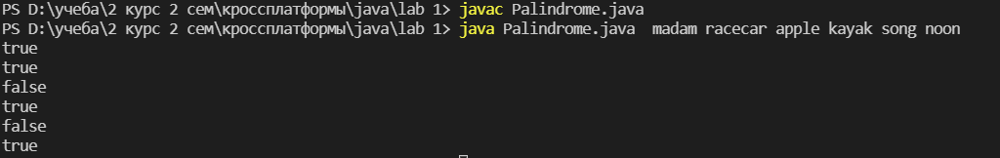 PS D:\учеба\2 курс 2 сем\кроссплатформы\java\lab 1> javac Palindrome.java
PS D:\учеба\2 курс 2 сем\кроссплатформы\java\lab 1> java Palindrome.java  madam racecar apple kayak song noon
true
true
false
true
false
true